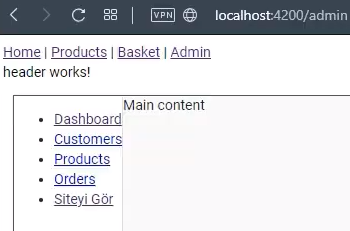 VPN localhost:4200/admin
Home | Products | Basket | Admin
header works!
Main content
Dashboard
Customers
Products
Orders
Siteyi Gör